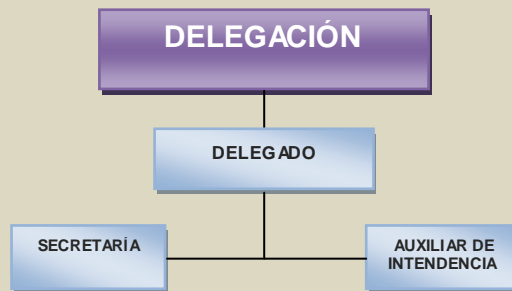 DELEGACIÓN
DELEGADO
SECRETARÍA
AUXILIAR DE
INTENDENCIA